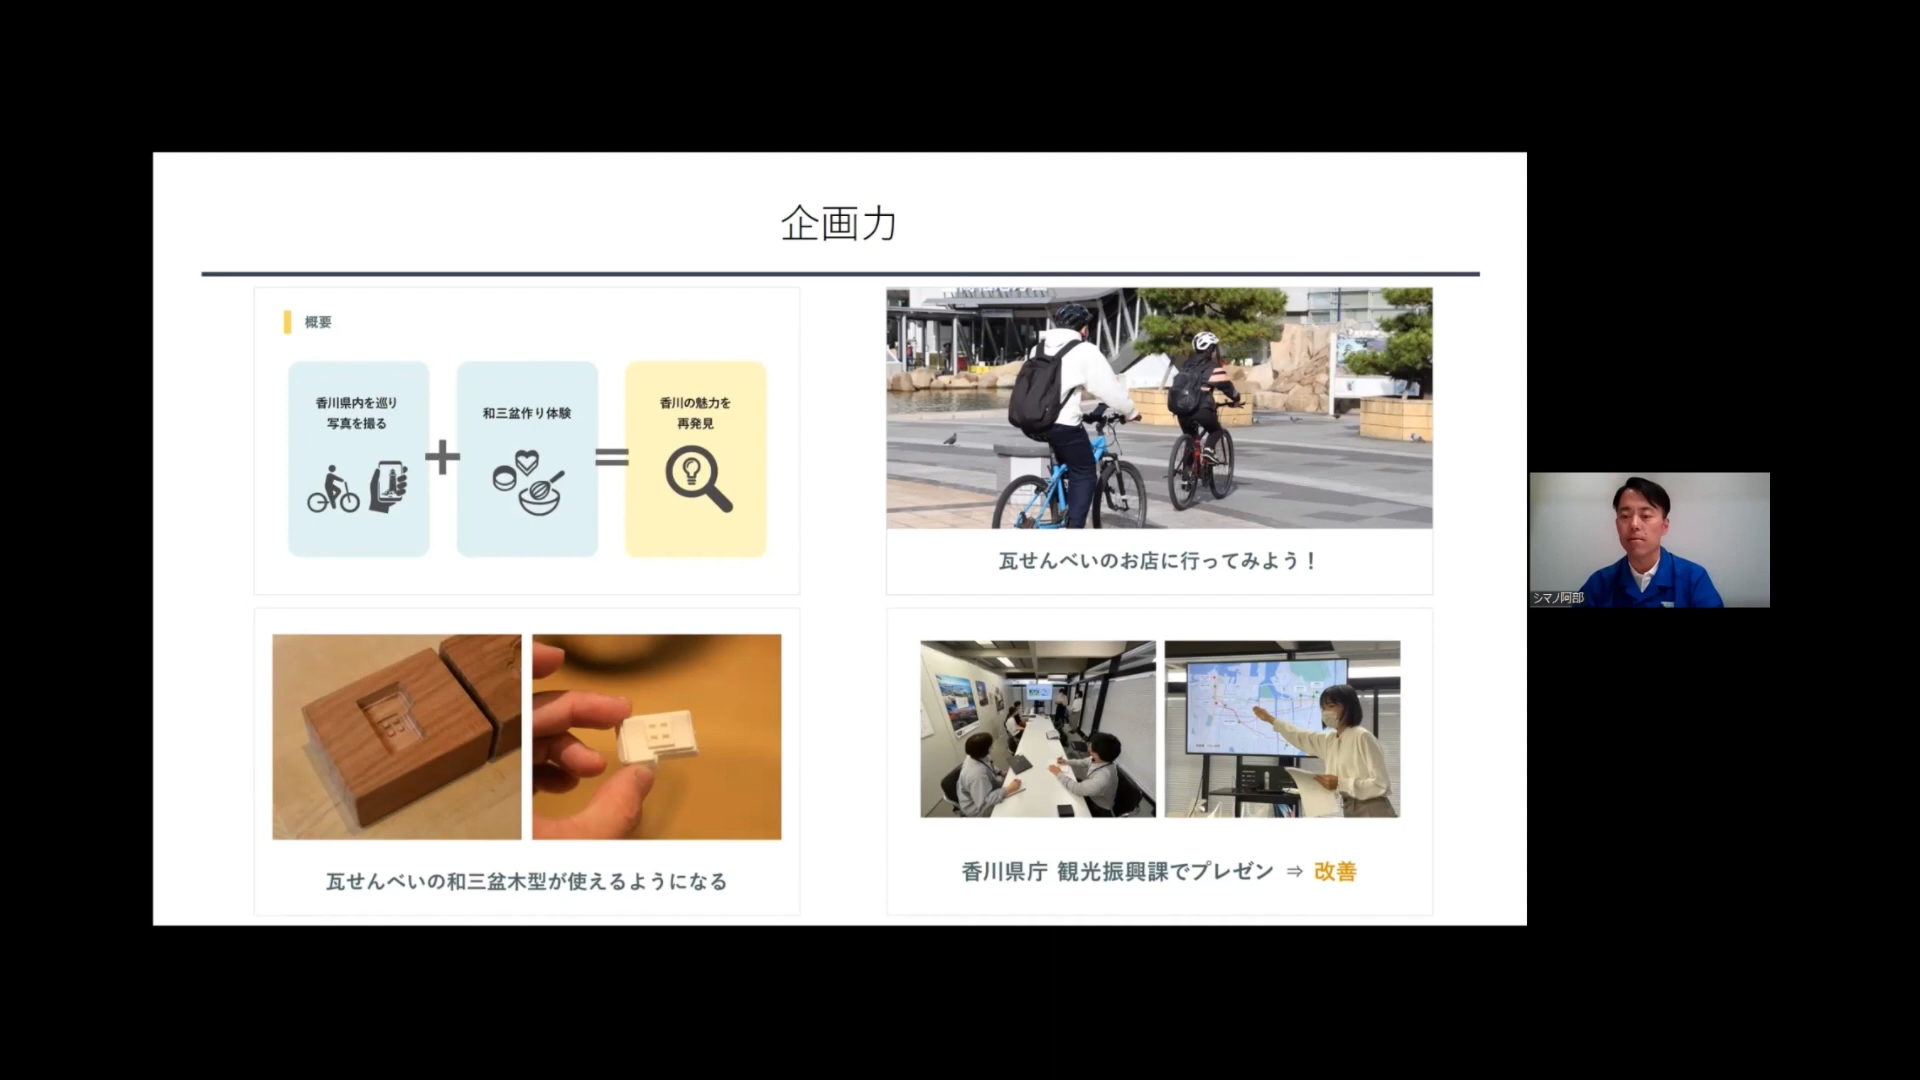 企画力
概要
香川県内を巡り
写真を撮る
和三盆作り体験
香川の魅力を
再発見
瓦せんべいのお店に行ってみよう！
瓦せんべいの和三盆木型が使えるようになる
香川県庁 観光振興課でプレゼン ⇒ 改善
シマノ阿部